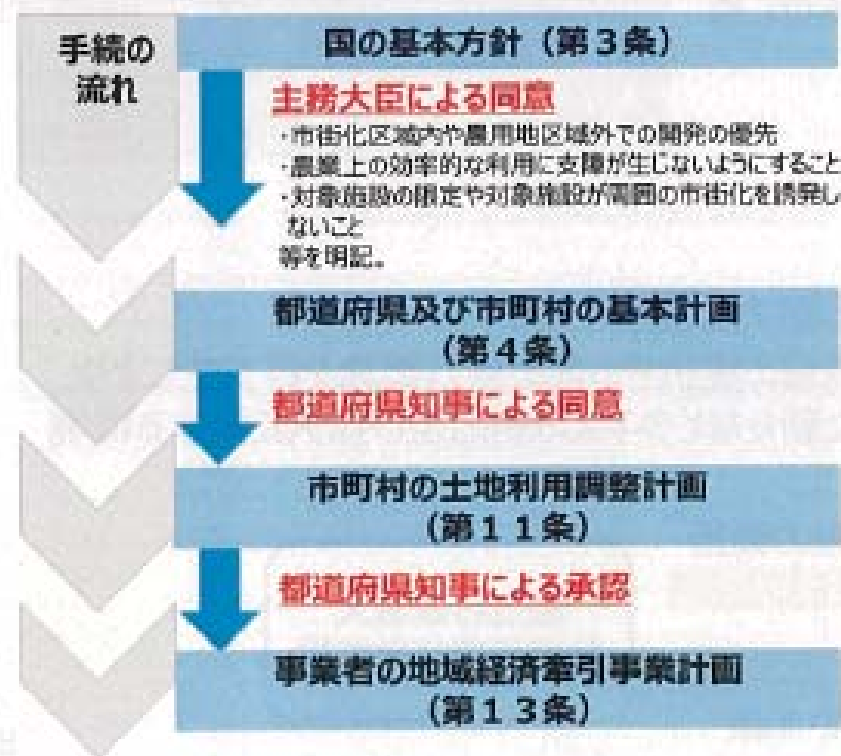 手続の
流れ
国の基本方針（第３条）
主務大臣による同意
・市街化区域内や農用地区域外での開発の優先
・農業上の効率的な利用に支障が生じないようにすること
・対象施設の限定や対象施設が周囲の市街化を誘発し
ないこと
等を明記。
都道府県及び市町村の基本計画
（第４条）
都道府県知事による同意
市町村の土地利用調整計画
（第１１条）
都道府県知事による承認
事業者の地域経済牽引事業計画
（第１３条）